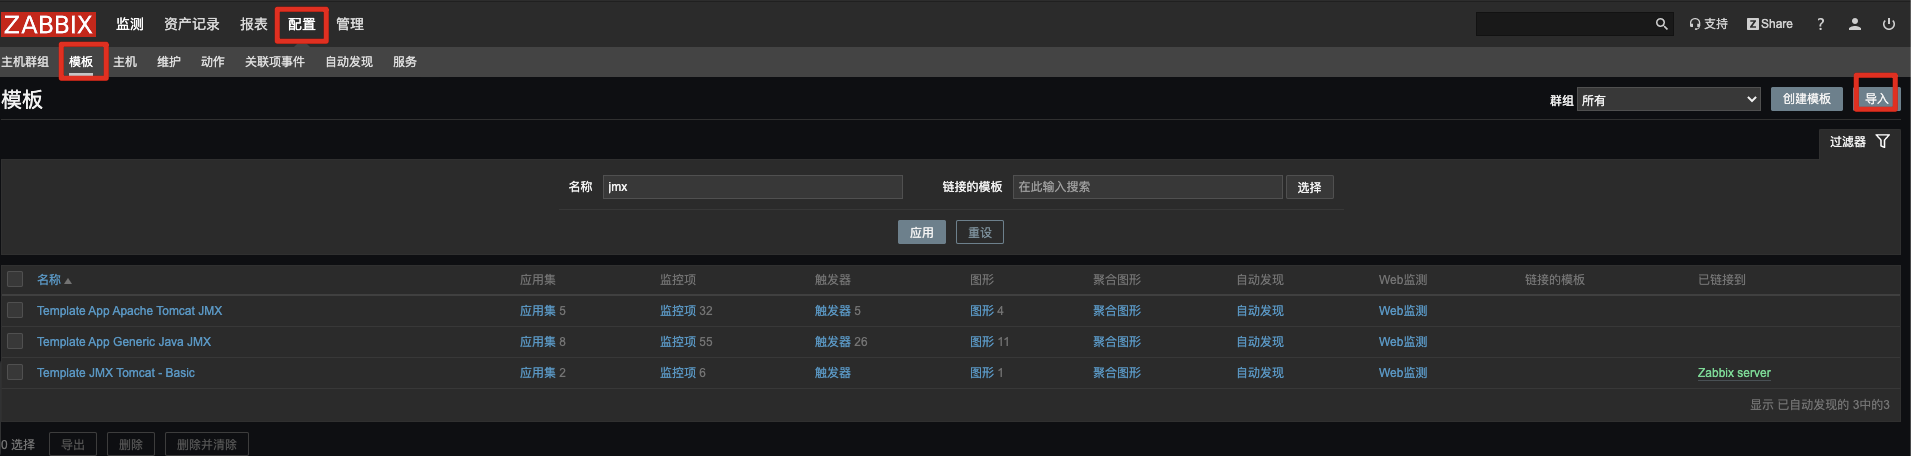 ZABBIX 监测 资产记录 报表 配置 管理 支持 Z Share ?
主机群组 模板 主机 维护 动作 关联项事件 自动发现 服务
模板 群组 所有 创建模板 导入
过滤器
名称 jmx 链接的模板 在此输入搜索 选择
应用 重设
名称 应用集 监控项 触发器 图形 聚合图形 自动发现 Web监测 链接的模板 已链接到
Template App Apache Tomcat JMX 应用集 5 监控项 32 触发器 5 图形 4 聚合图形 自动发现 Web监测
Template App Generic Java JMX 应用集 8 监控项 55 触发器 26 图形 11 聚合图形 自动发现 Web监测
Template JMX Tomcat - Basic 应用集 2 监控项 6 触发器 图形 1 聚合图形 自动发现 Web监测 Zabbix server
显示 已自动发现的 3中的3
0 选择 导出 删除 删除并清除